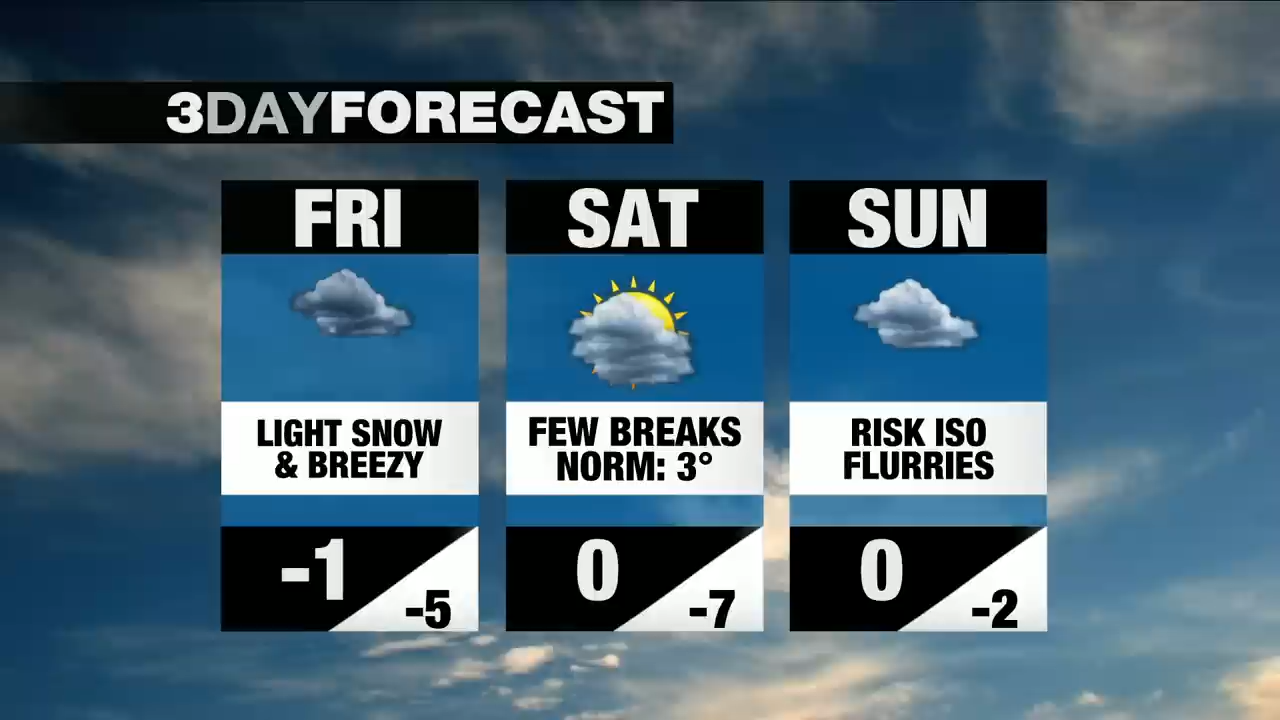 3DAYFORECAST
FRI
LIGHT SNOW
& BREEZY
-1
-5
SAT
FEW BREAKS
NORM: 3°
0
-7
SUN
RISK ISO
FLURRIES
0
-2